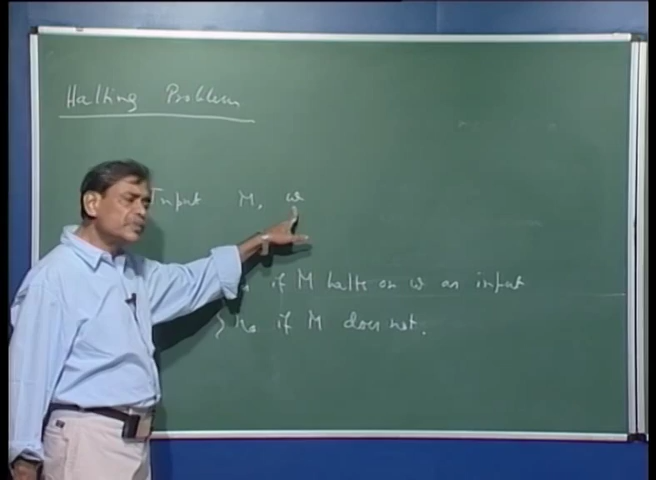 Halting Problem
Input M, w
if M halts on w as input
No if M does not.